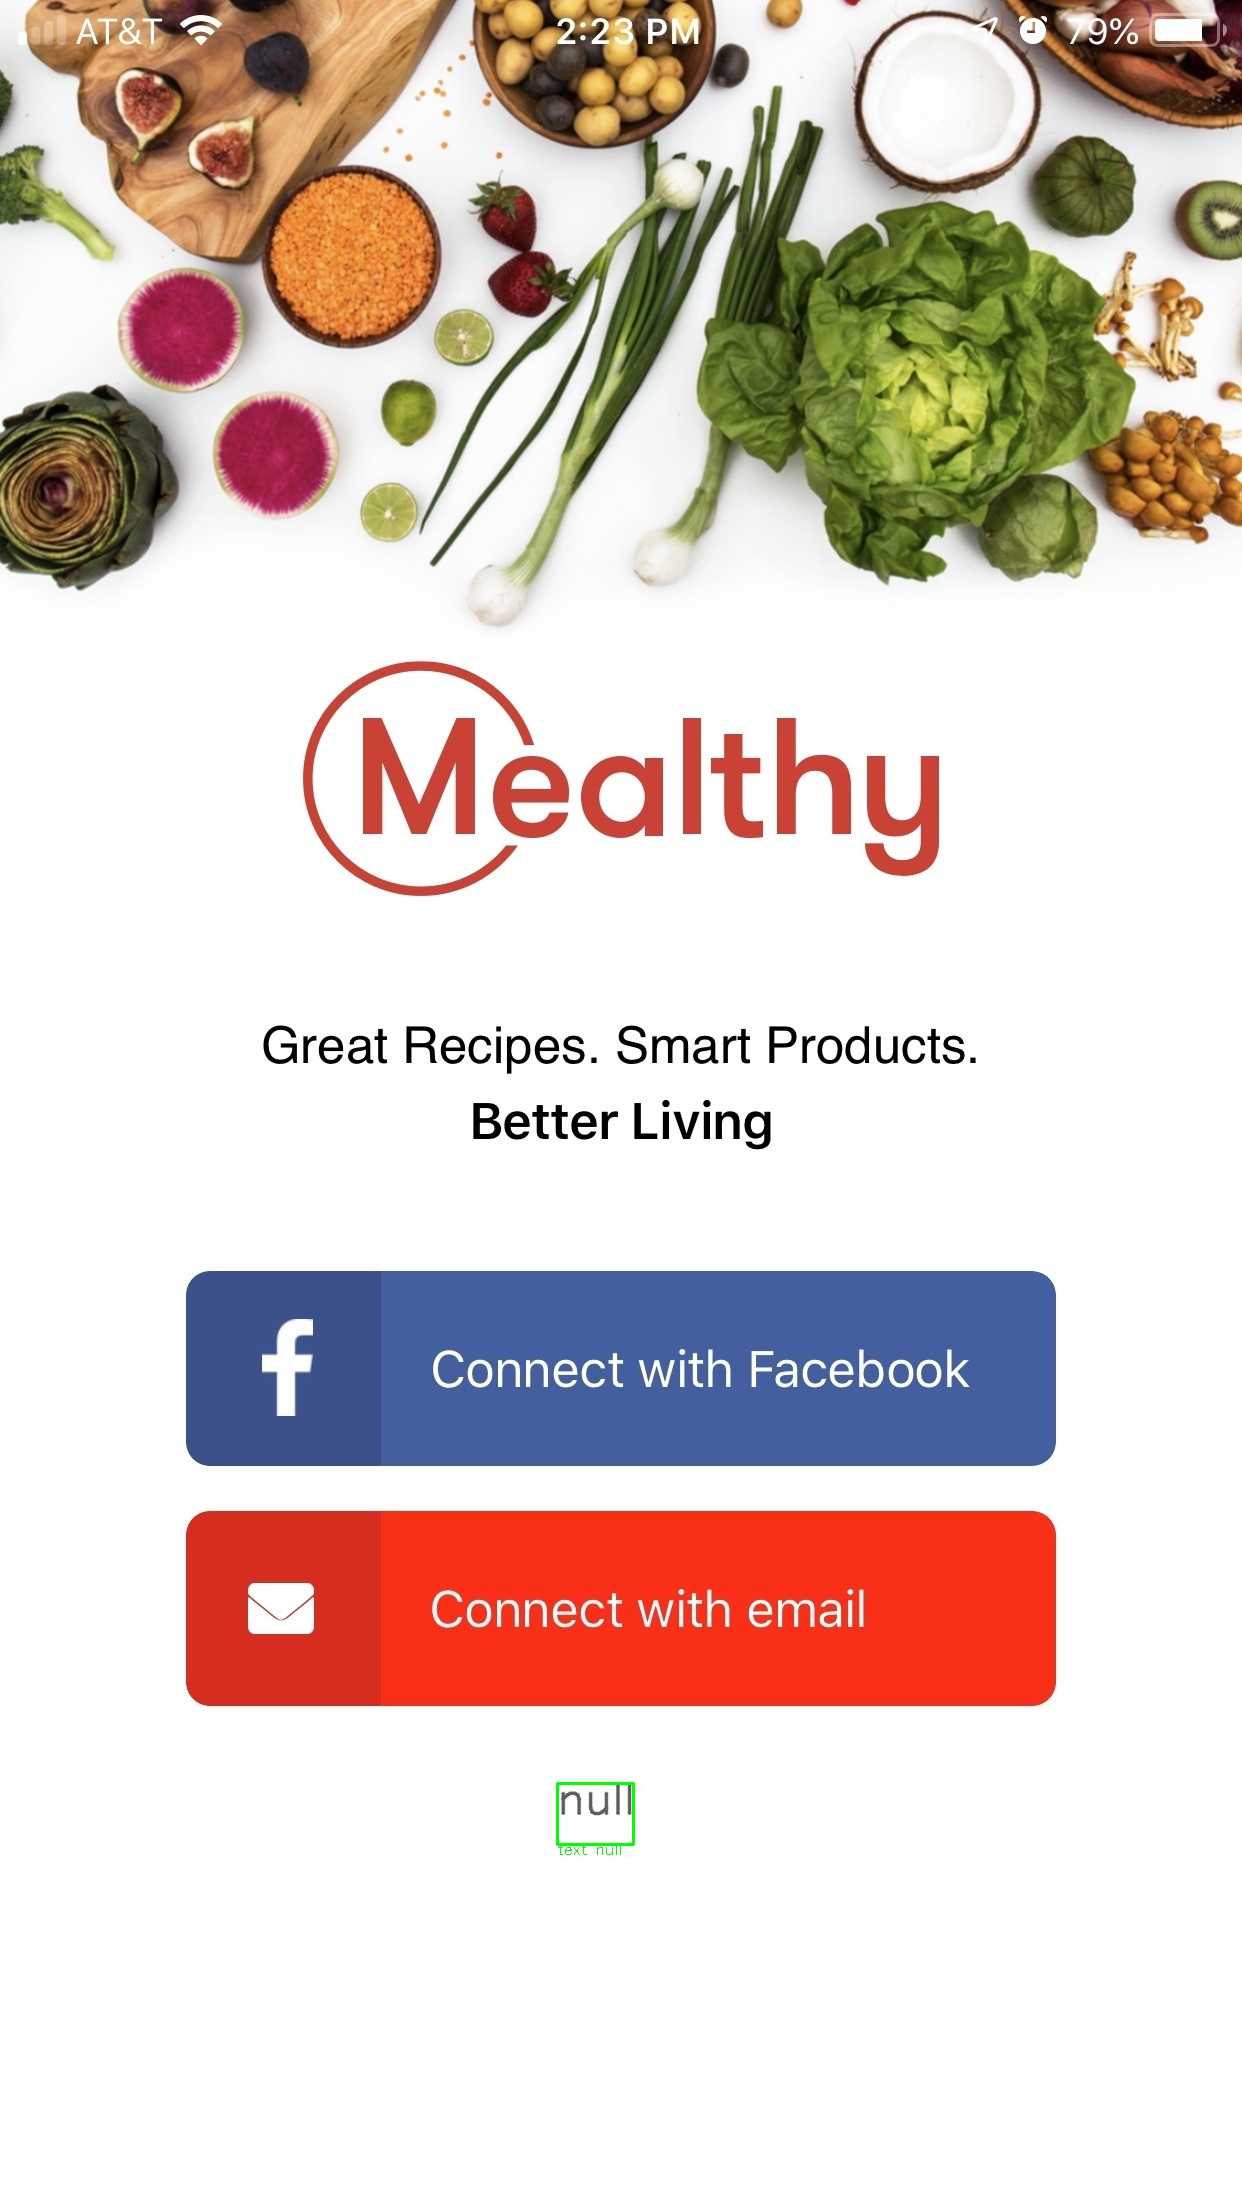 AT&T 2:23 PM 79%
Mealthy
Great Recipes. Smart Products.
Better Living
Connect with Facebook
Connect with email
null
text null